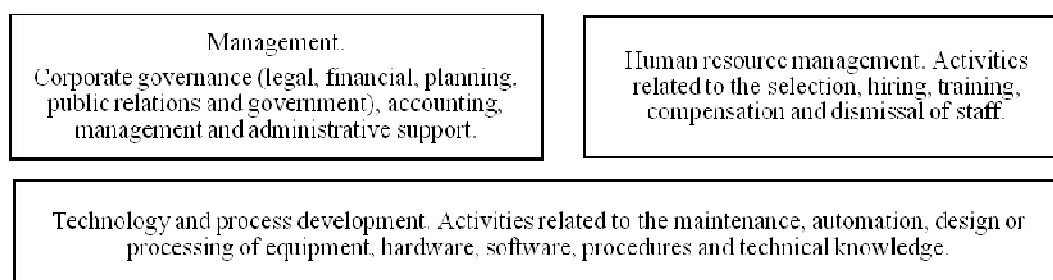 Management.
Corporate governance (legal, financial, planning,
public relations and government), accounting,
management and administrative support.
Human resource management. Activities
related to the selection, hiring, training,
compensation and dismissal of staff.
Technology and process development. Activities related to the maintenance, automation, design or
processing of equipment, hardware, software, procedures and technical knowledge.